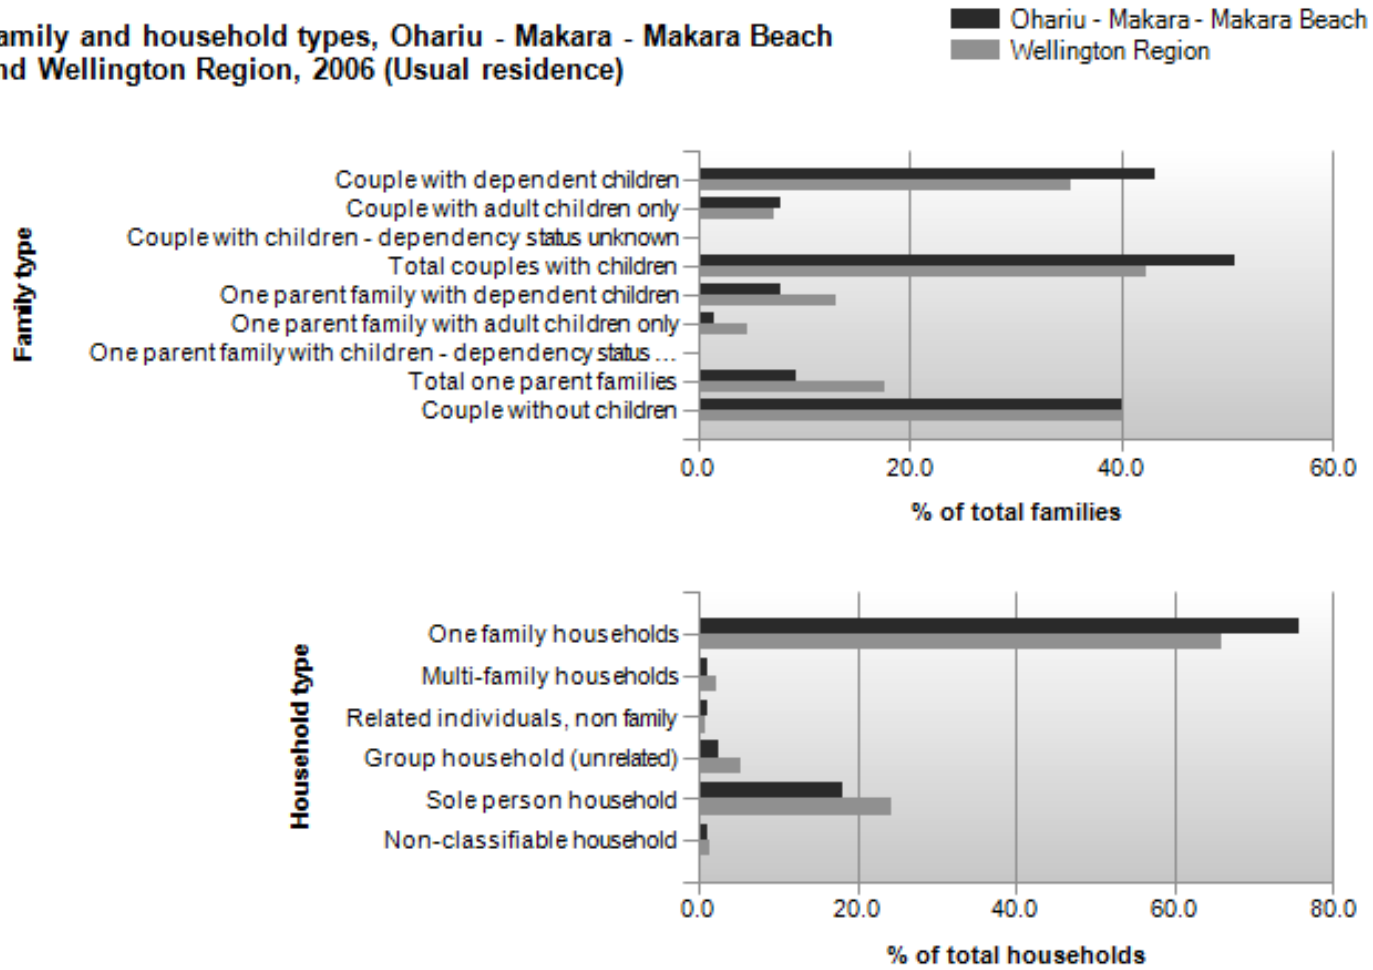 amily and household types, Ohariu - Makara - Makara Beach
nd Wellington Region, 2006 (Usual residence)
Ohariu - Makara - Makara Beach
Wellington Region
Family type
Couple with dependent children
Couple with adult children only
Couple with children - dependency status unknown
Total couples with children
One parent family with dependent children
One parent family with adult children only
One parent family with children - dependency status ...
Total one parent families
Couple without children
0.0 20.0 40.0 60.0
% of total families
Household type
One family households
Multi-family households
Related individuals, non family
Group household (unrelated)
Sole person household
Non-classifiable household
0.0 20.0 40.0 60.0 80.0
% of total households